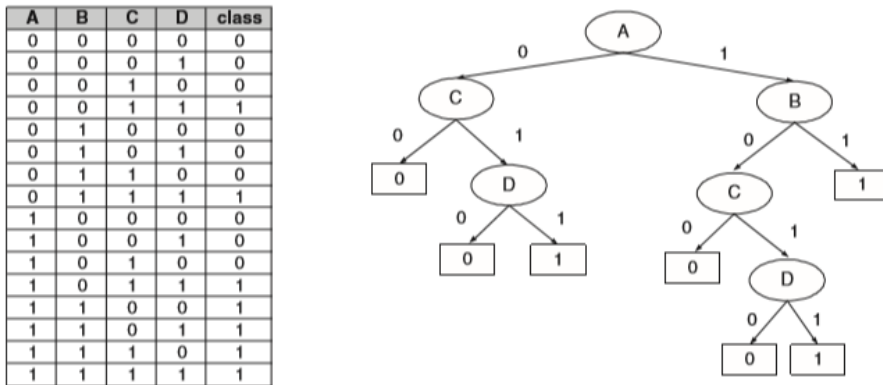 A B C D class
0 0 0 0 0
0 0 0 1 0
0 0 1 0 0
0 0 1 1 1
0 1 0 0 0
0 1 0 1 0
0 1 1 0 0
0 1 1 1 1
1 0 0 0 0
1 0 0 1 0
1 0 1 0 0
1 0 1 1 1
1 1 0 0 1
1 1 0 1 1
1 1 1 0 1
1 1 1 1 1
A
0 1
C B
0 1 0 1
0 D C 1
0 1 0 1
0 1 0 D
0 1
0 1